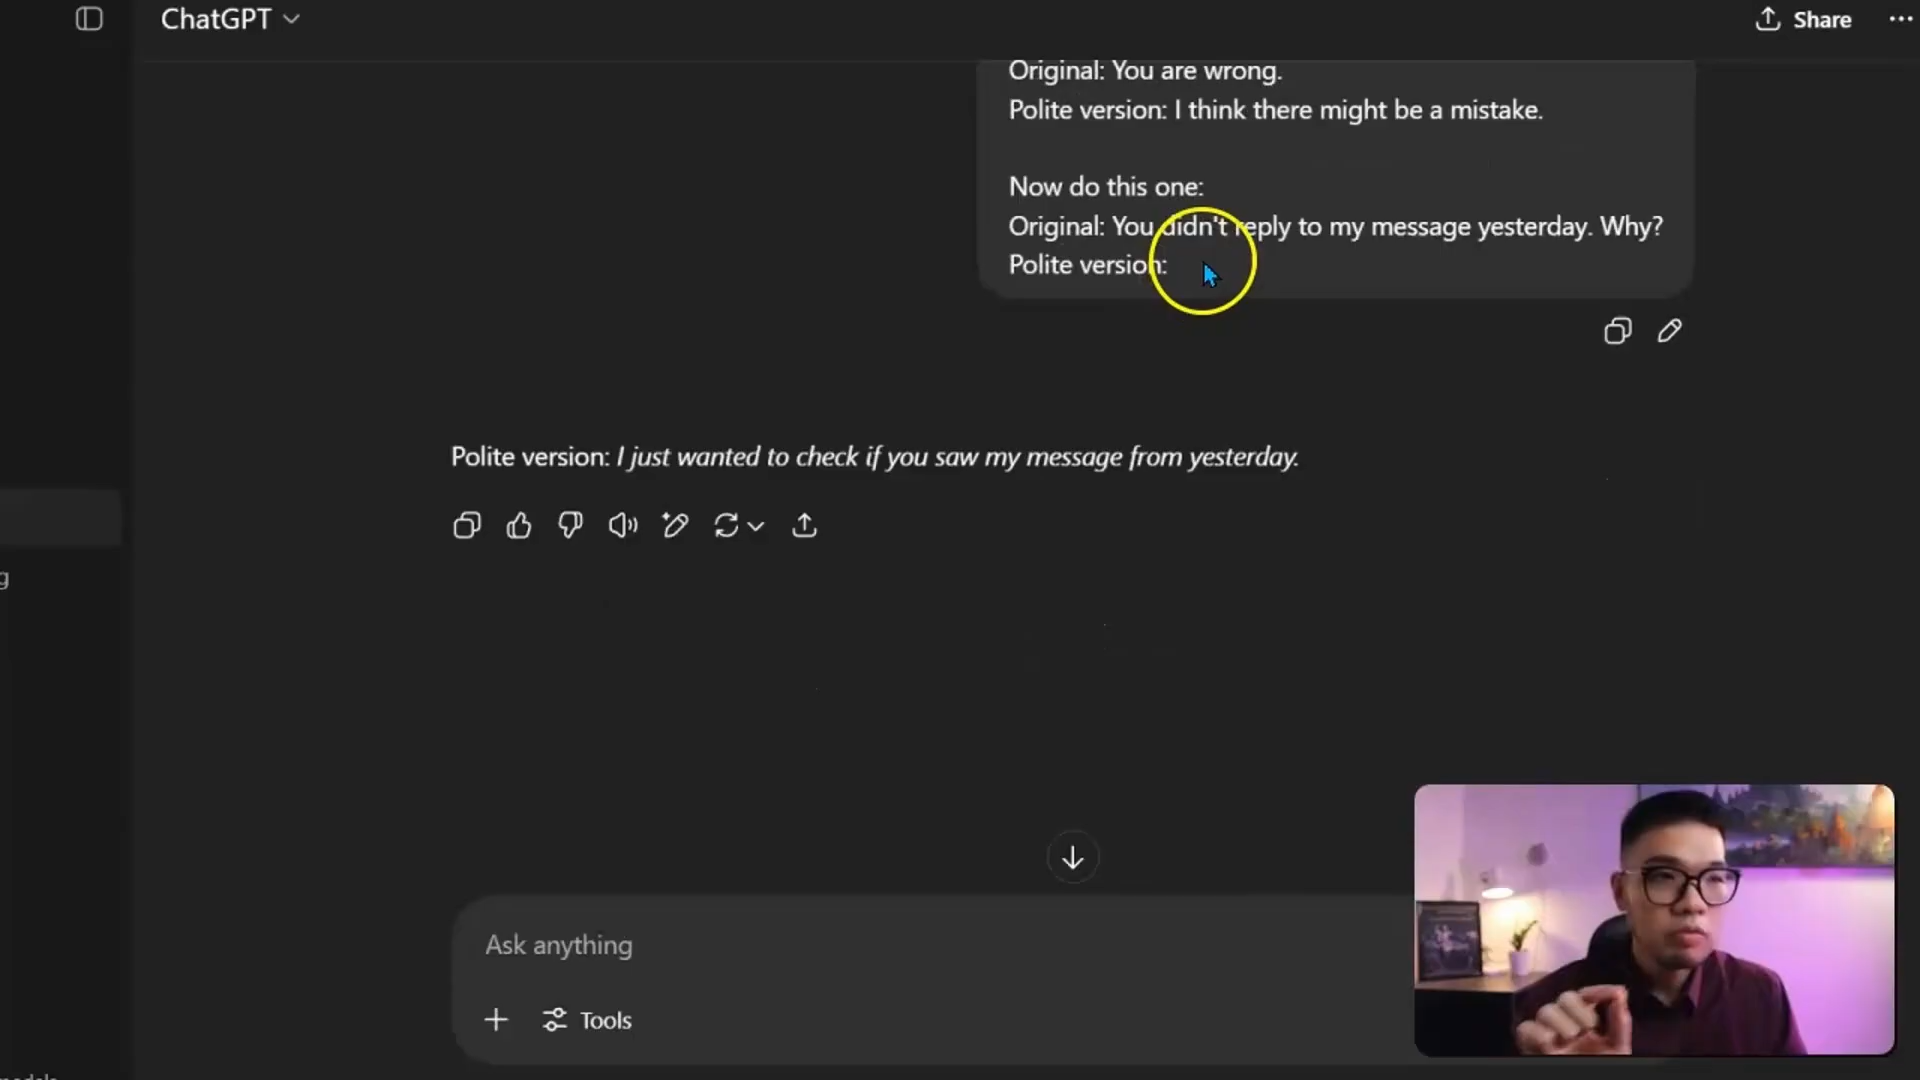 ChatGPT
Share
Original: You are wrong.
Polite version: I think there might be a mistake.
Now do this one:
Original: You didn't reply to my message yesterday. Why?
Polite version:
Polite version: I just wanted to check if you saw my message from yesterday.
g
Ask anything
Tools